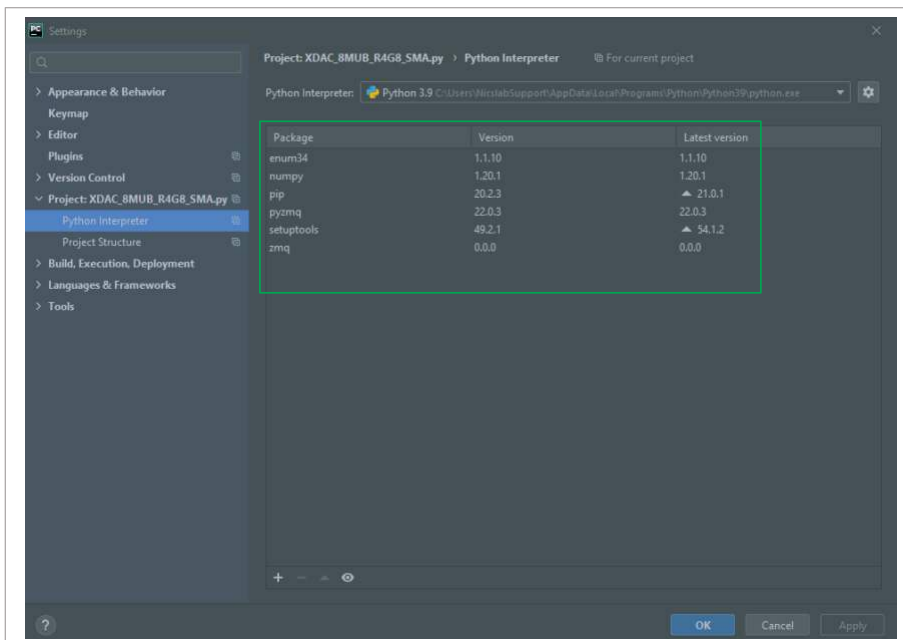 PC Settings
Project: XDAC_8MUB_R4G8_SMA.py › Python Interpreter For current project
Appearance & Behavior
Keymap
Editor
Plugins
Version Control
Project: XDAC_8MUB_R4G8_SMA.py
Python Interpreter
Project Structure
Build, Execution, Deployment
Languages & Frameworks
Tools
Python Interpreter: Python 3.9 C:\Users\NicslabSupport\AppData\Local\Programs\Python\Python39\python.exe
Package Version Latest version
enum34 1.1.10 1.1.10
numpy 1.20.1 1.20.1
pip 20.2.3 ▲ 21.0.1
pyzmq 22.0.3 22.0.3
setuptools 49.2.1 ▲ 54.1.2
zmq 0.0.0 0.0.0
? OK Cancel Apply